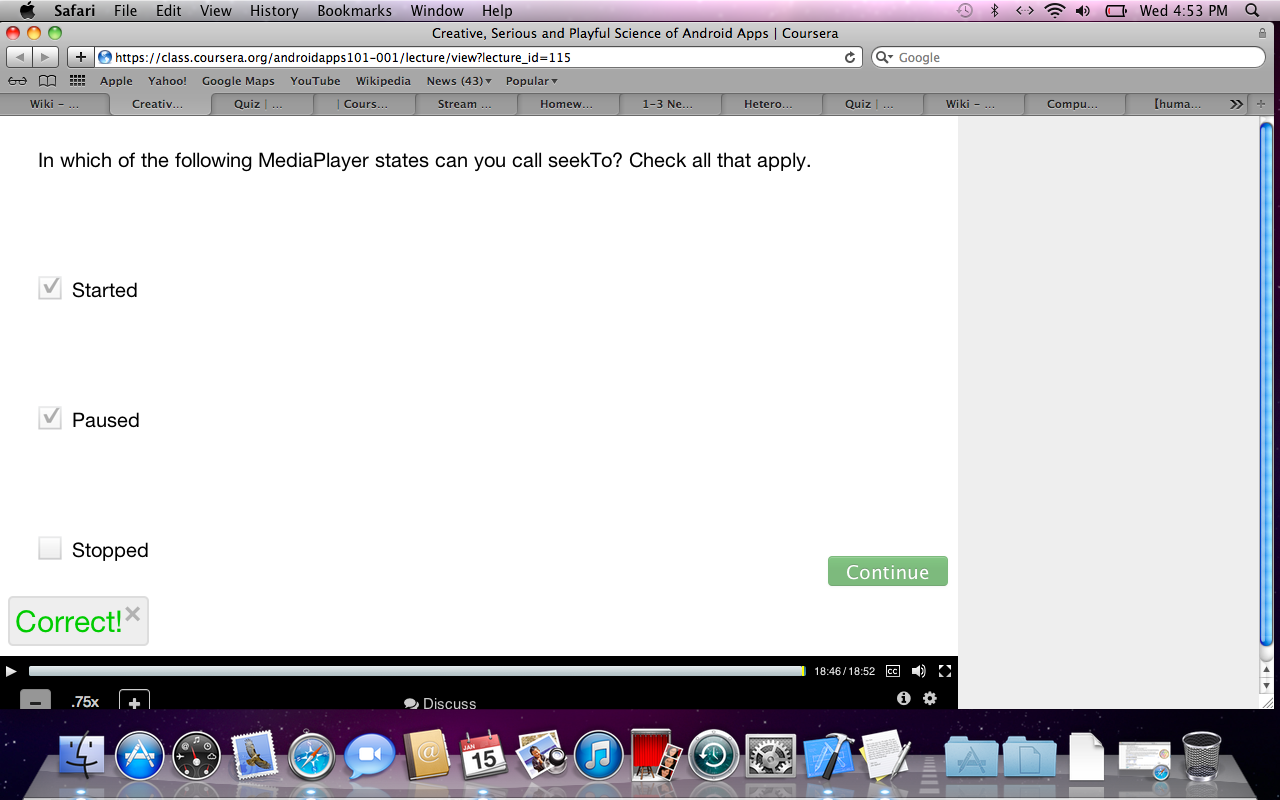 Safari File Edit View History Bookmarks Window Help Wed 4:53 PM
Creative, Serious and Playful Science of Android Apps | Coursera
https://class.coursera.org/androidapps101-001/lecture/view?lecture_id=115 Google
Apple Yahoo! Google Maps YouTube Wikipedia News (43) Popular
Wiki – ... Creativ... Quiz | ... | Cours... Stream ... Homew... 1-3 Ne... Hetero... Quiz | ... Wiki – ... Compu... [huma...
In which of the following MediaPlayer states can you call seekTo? Check all that apply.
Started
Paused
Stopped
Continue
Correct!
18:46 / 18:52 CC
.75x Discuss
JAN
15